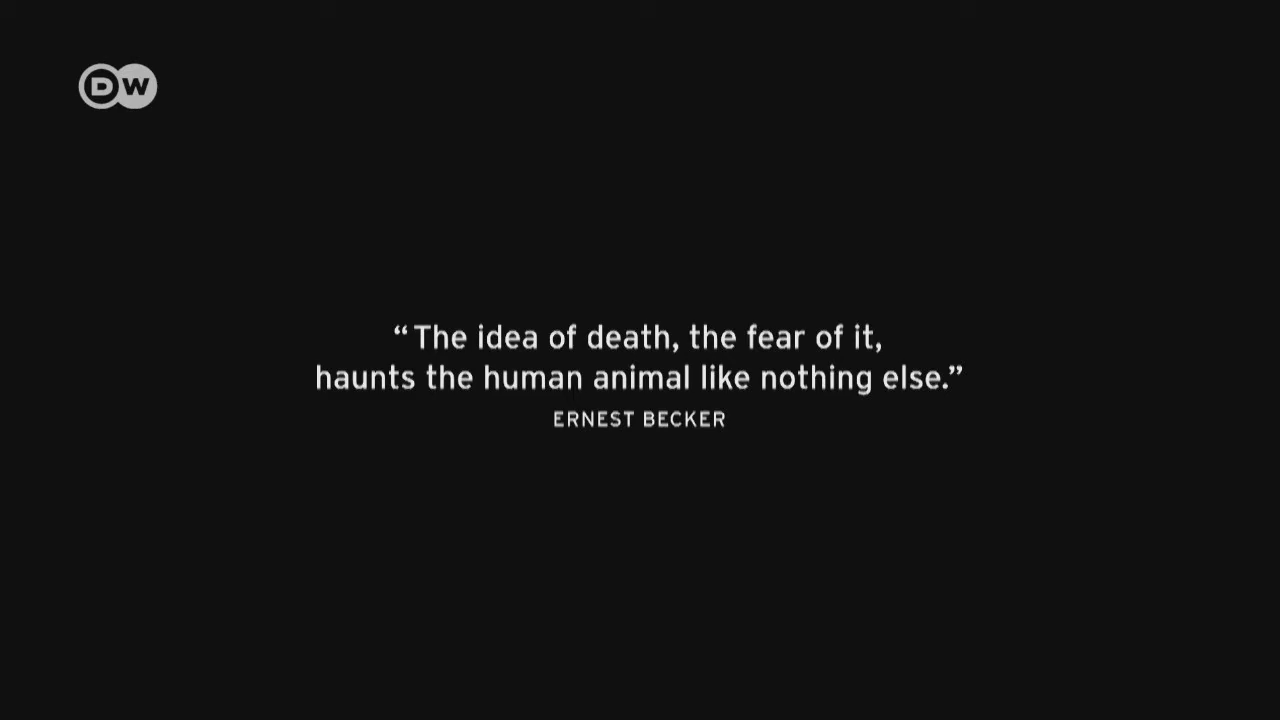 DW
“The idea of death, the fear of it,
haunts the human animal like nothing else.”
ERNEST BECKER